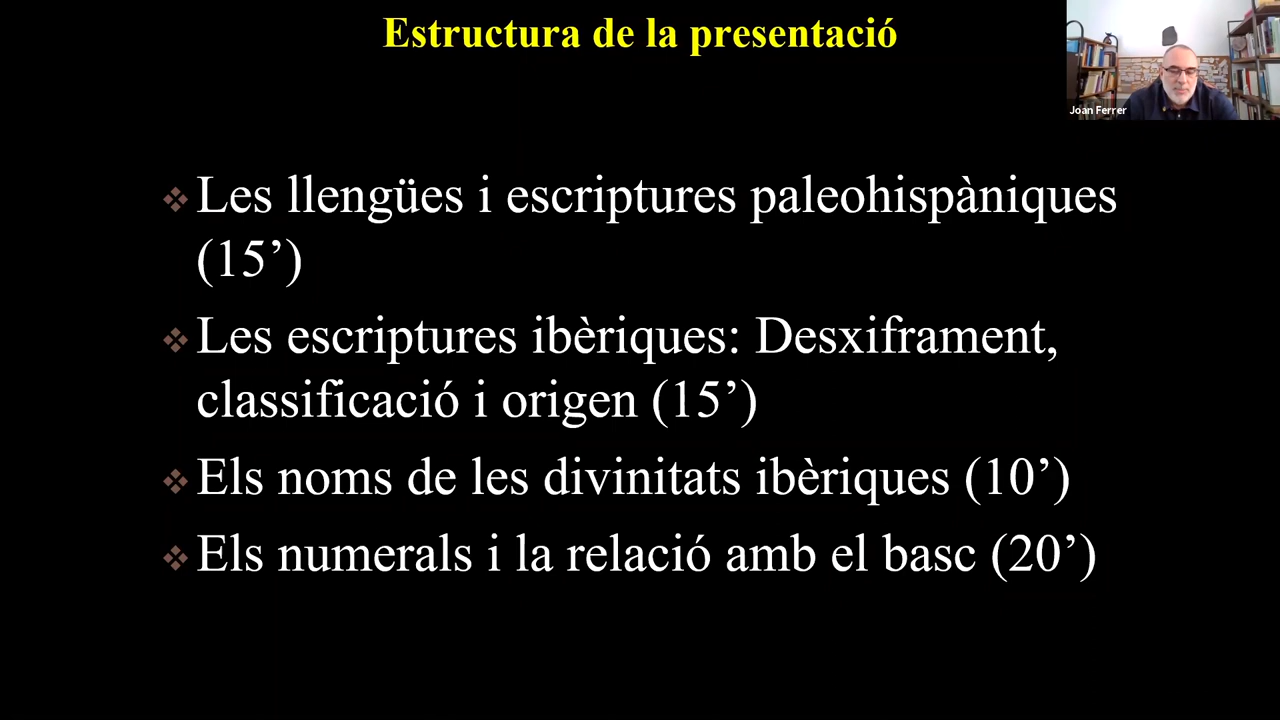 Estructura de la presentació
Joan Ferrer
❖ Les llengües i escriptures paleohispàniques
(15’)
❖ Les escriptures ibèriques: Desxiframent,
classificació i origen (15’)
❖ Els noms de les divinitats ibèriques (10’)
❖ Els numerals i la relació amb el basc (20’)